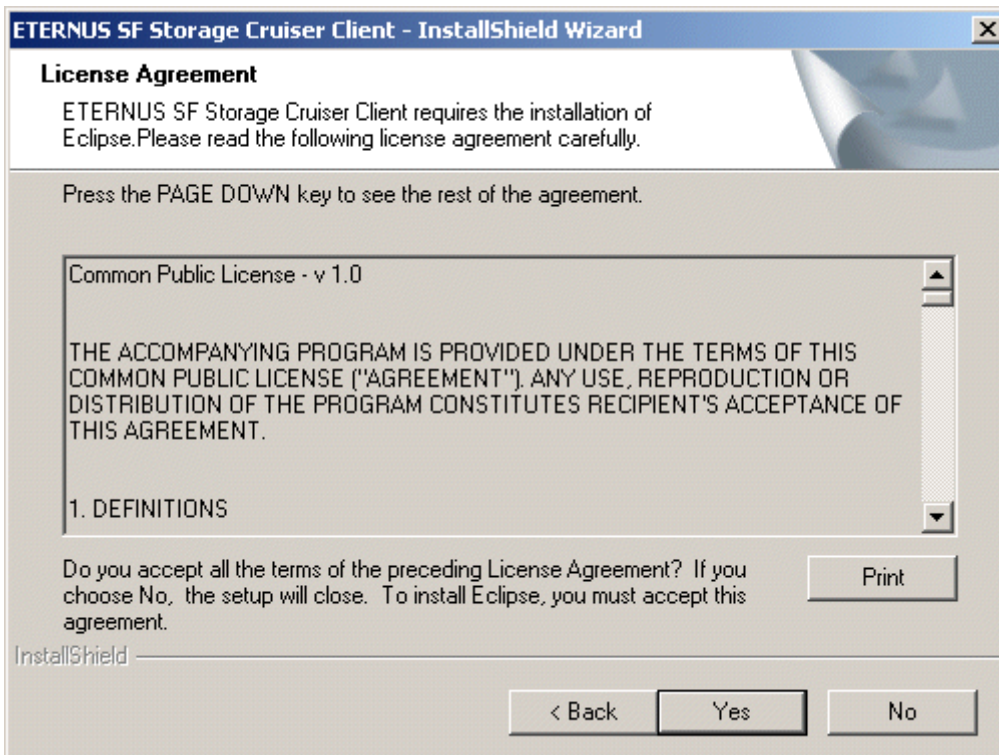 ETERNUS SF Storage Cruiser Client - InstallShield Wizard
License Agreement
ETERNUS SF Storage Cruiser Client requires the installation of
Eclipse.Please read the following license agreement carefully.
Press the PAGE DOWN key to see the rest of the agreement.
Common Public License - v 1.0
THE ACCOMPANYING PROGRAM IS PROVIDED UNDER THE TERMS OF THIS
COMMON PUBLIC LICENSE ("AGREEMENT"). ANY USE, REPRODUCTION OR
DISTRIBUTION OF THE PROGRAM CONSTITUTES RECIPIENT'S ACCEPTANCE OF
THIS AGREEMENT.
1. DEFINITIONS
Do you accept all the terms of the preceding License Agreement? If you
choose No, the setup will close. To install Eclipse, you must accept this
agreement.
Print
InstallShield
< Back
Yes
No